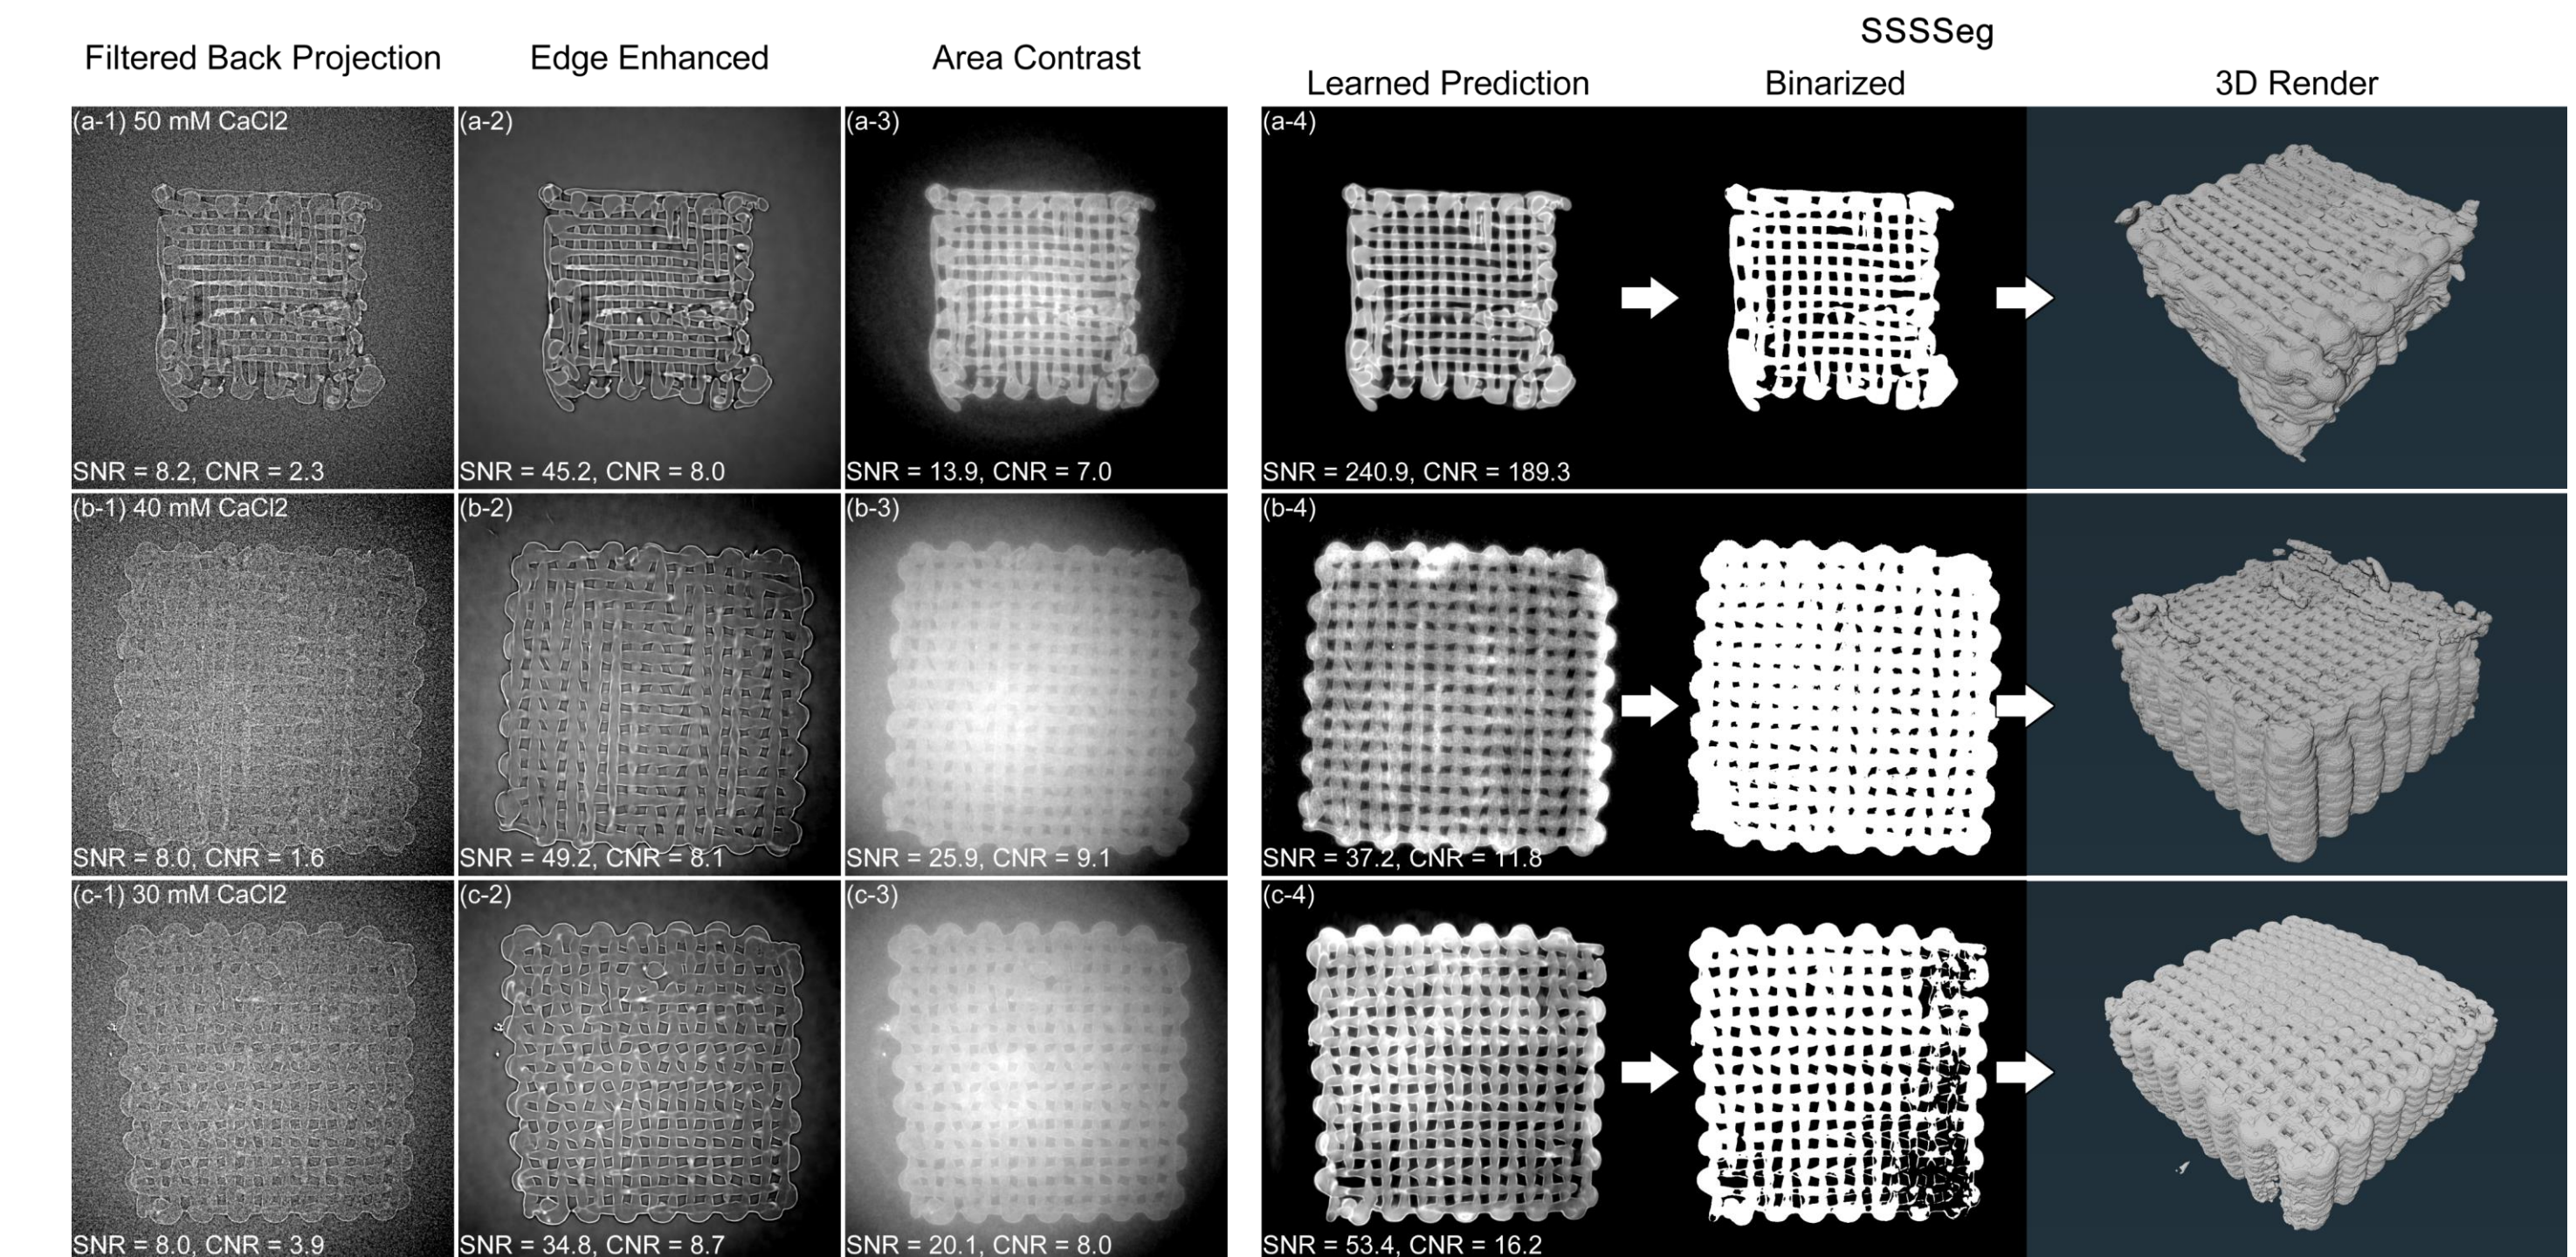 SSSSeg
Filtered Back Projection
Edge Enhanced
Area Contrast
Learned Prediction
Binarized
3D Render
(a-1) 50 mM CaCl2
(a-2)
(a-3)
(a-4)
SNR = 8.2, CNR = 2.3
SNR = 45.2, CNR = 8.0
SNR = 13.9, CNR = 7.0
SNR = 240.9, CNR = 189.3
(b-1) 40 mM CaCl2
(b-2)
(b-3)
(b-4)
SNR = 8.0, CNR = 1.6
SNR = 49.2, CNR = 8.1
SNR = 25.9, CNR = 9.1
SNR = 37.2, CNR = 11.8
(c-1) 30 mM CaCl2
(c-2)
(c-3)
(c-4)
SNR = 8.0, CNR = 3.9
SNR = 34.8, CNR = 8.7
SNR = 20.1, CNR = 8.0
SNR = 53.4, CNR = 16.2